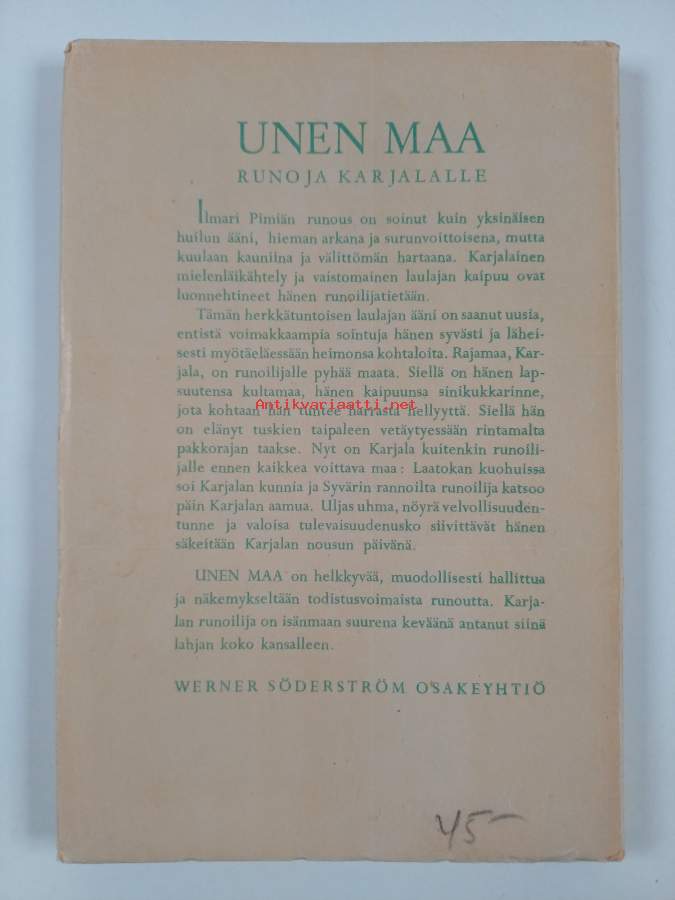 UNEN MAA
RUNOJA KARJALALLE
Ilmari Pimiän runous on soinut kuin yksinäisen
huilun ääni, hieman arkana ja surunvoittoisena, mutta
kuulaan kauniina ja välittömän hartaana. Karjalainen
mielenläikähtely ja vaistomainen laulajan kaipuu ovat
luonnehtineet hänen runoilijatietään.
Tämän herkkätuntoisen laulajan ääni on saanut uusia,
entistä voimakkaampia sointuja hänen syvästi ja lähei-
sesti myötäeläessään heimonsa kohtaloita. Rajamaa, Kar-
jala, on runoilijalle pyhää maata. Siellä on hänen lap-
suutensa kultamaa, hänen kaipuunsa sinikukkarinne,
jota kohtaan hän tuntee harrasta hellyyttä. Siellä hän
Antikvariaatti.net
on elänyt tuskien taipaleen vetäytyessään rintamalta
pakkorajan taakse. Nyt on Karjala kuitenkin runoili-
jalle ennen kaikkea voittava maa: Laatokan kuohuissa
soi Karjalan kunnia ja Syvärin rannoilta runoilija katsoo
päin Karjalan aamua. Uljas uhma, nöyrä velvollisuuden-
tunne ja valoisa tulevaisuudenusko siivittävät hänen
säkeitään Karjalan nousun päivänä.
UNEN MAA on helkkyvää, muodollisesti hallittua
ja näkemykseltään todistusvoimaista runoutta. Karja-
lan runoilija on isänmaan suurena keväänä antanut siinä
lahjan koko kansalleen.
WERNER SÖDERSTRÖM OSAKEYHTIÖ
45-